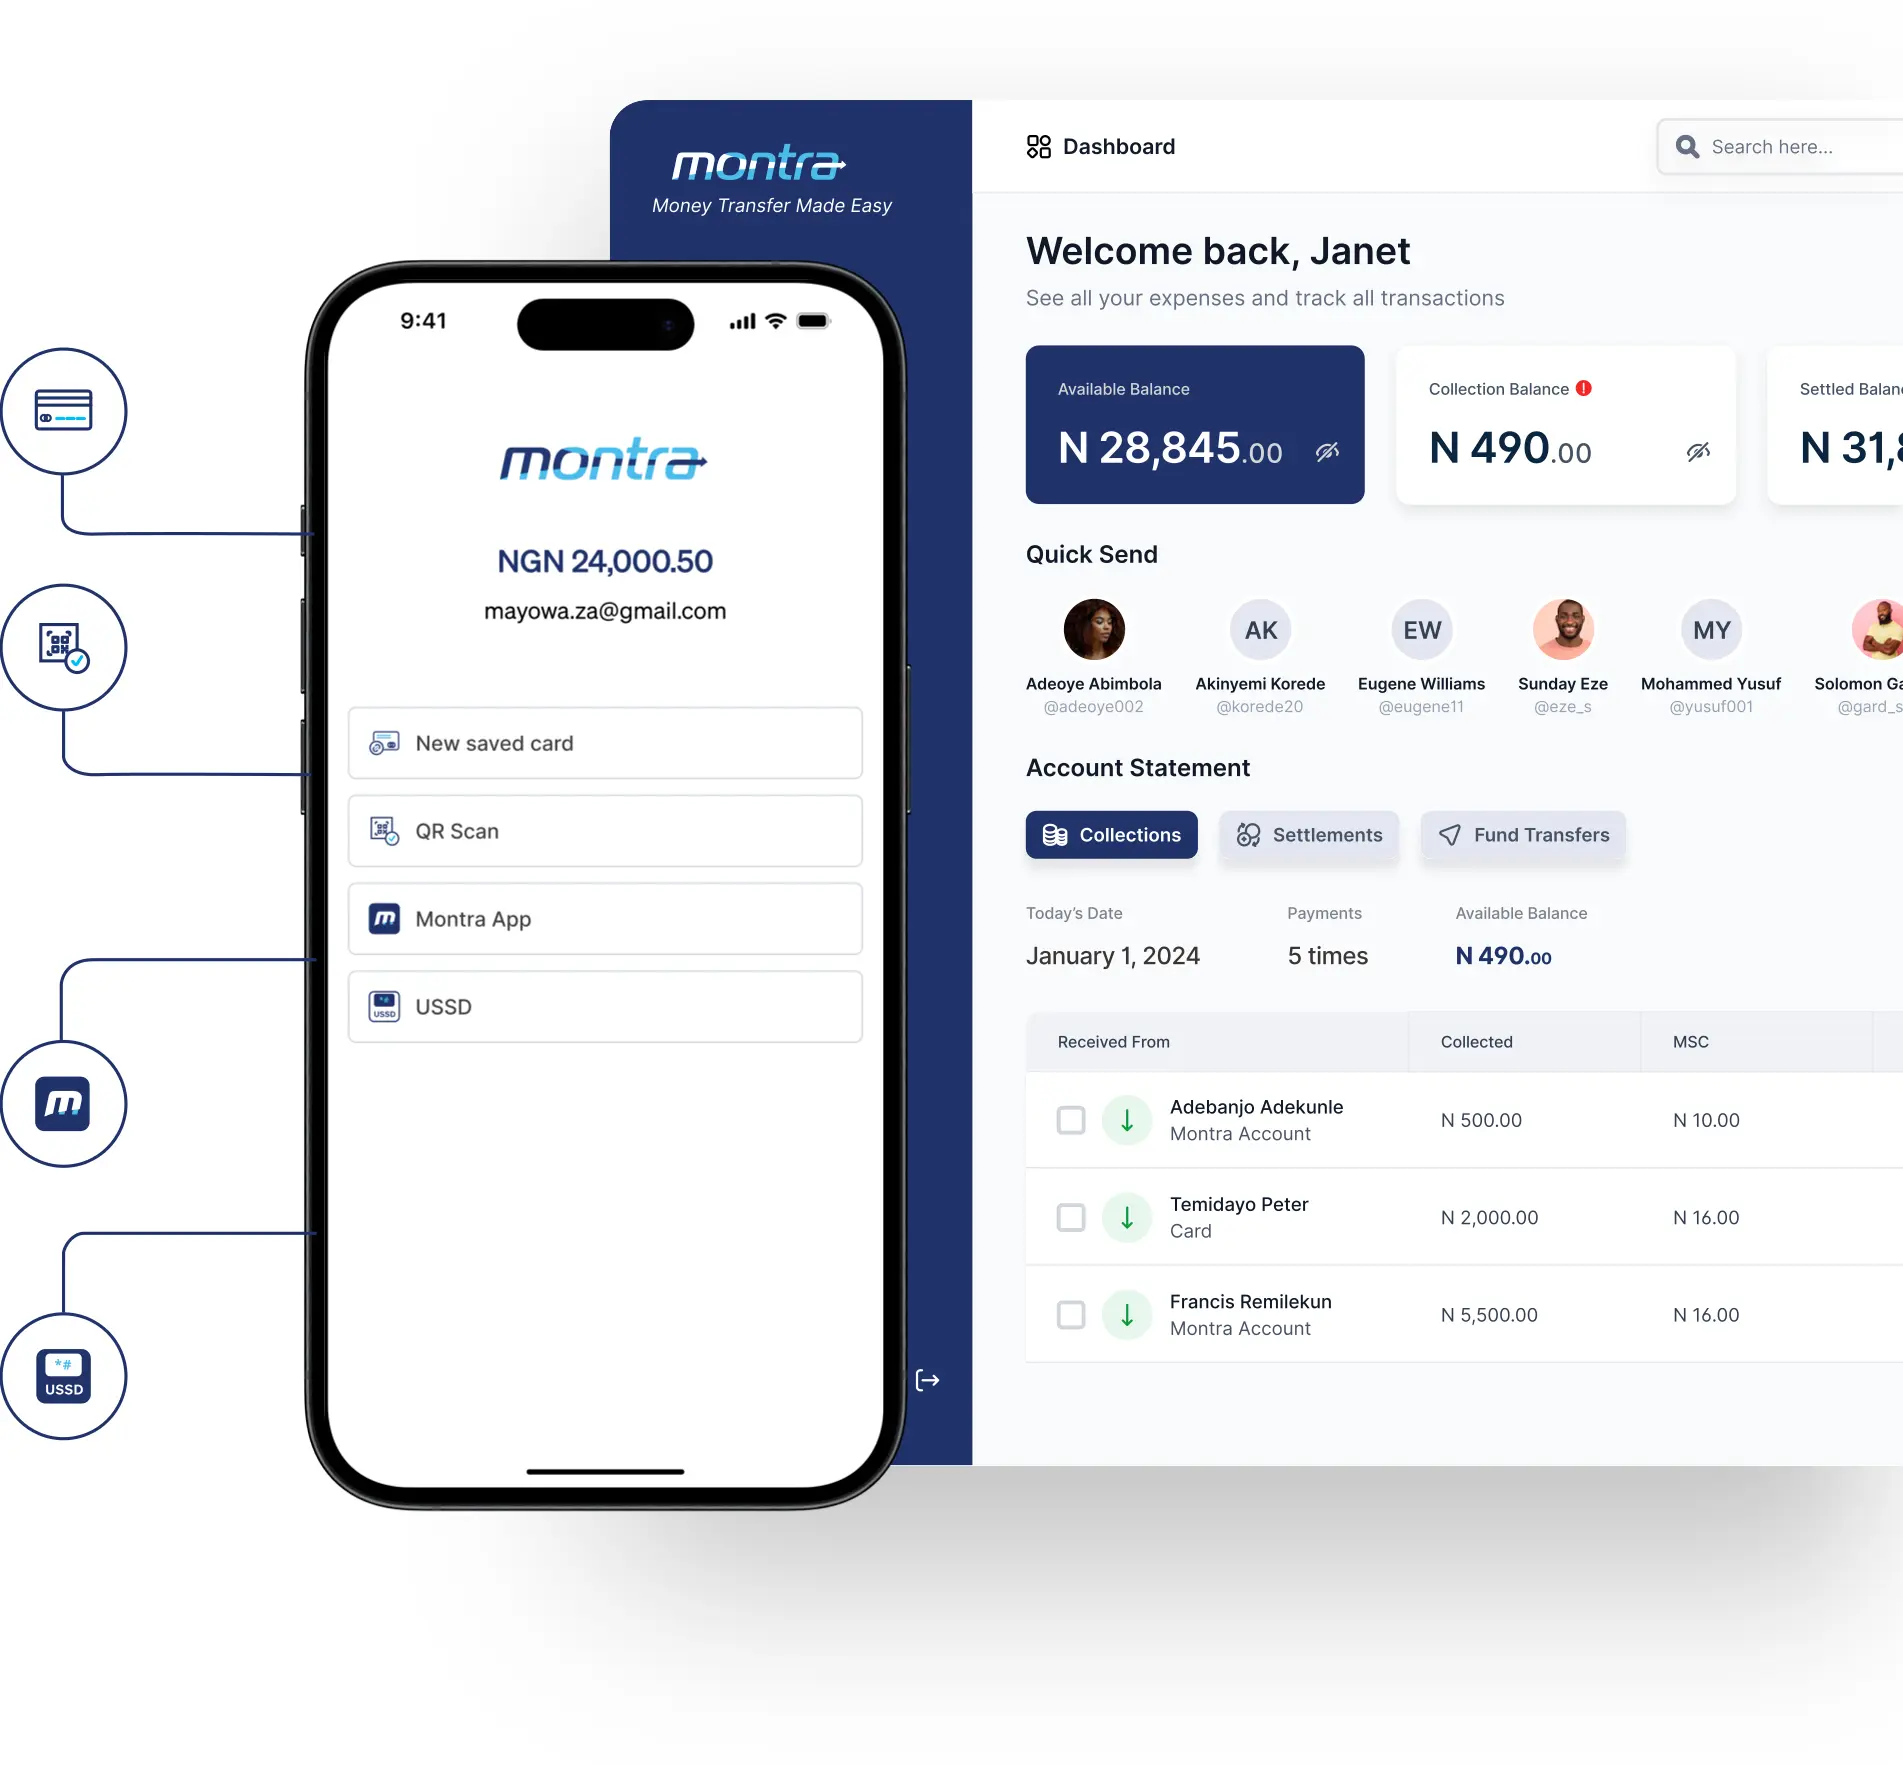 montra
Money Transfer Made Easy
9:41
montra
NGN 24,000.50
mayowa.za@gmail.com
New saved card
QR Scan
m
Montra App
*#
USSD
USSD
m
*#
USSD
Dashboard
Search here...
Welcome back, Janet
See all your expenses and track all transactions
Available Balance
N 28,845.00
Collection Balance !
N 490.00
Settled Balan
N 31,8
Quick Send
AK
EW
MY
Adeoye Abimbola
@adeoye002
Akinyemi Korede
@korede20
Eugene Williams
@eugene11
Sunday Eze
@eze_s
Mohammed Yusuf
@yusuf001
Solomon Ga
@gard_s
Account Statement
Collections
Settlements
Fund Transfers
Today's Date
January 1, 2024
Payments
5 times
Available Balance
N 490.00
Received From
Collected
MSC
Adebanjo Adekunle
Montra Account
N 500.00
N 10.00
Temidayo Peter
Card
N 2,000.00
N 16.00
Francis Remilekun
Montra Account
N 5,500.00
N 16.00